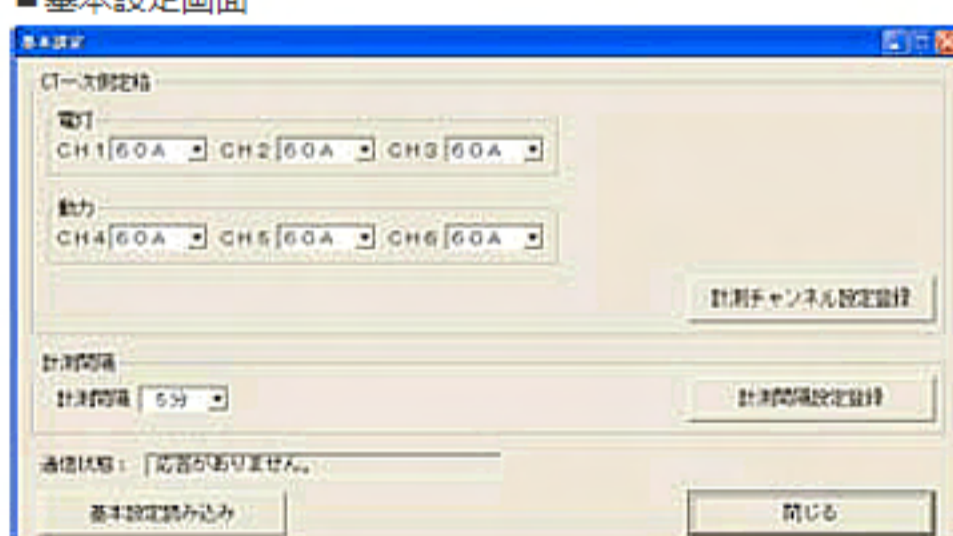 ■基本設定画面
基本設定
CT一次側定格
電灯
CH1 60A CH2 60A CH3 60A
動力
CH4 60A CH5 60A CH6 60A
計測チャンネル設定登録
計測間隔
計測間隔 5分
計測間隔設定登録
通信状態： 応答がありません。
基本設定読み込み 閉じる